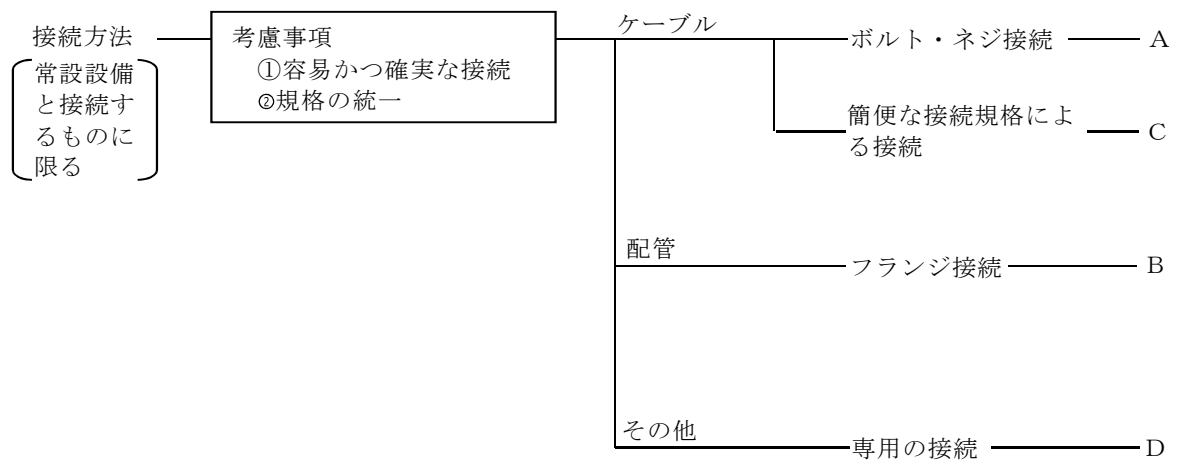 接続方法
常設設備
と接続す
るものに
限る
考慮事項
①容易かつ確実な接続
②規格の統一
ケーブル
ボルト・ネジ接続
A
簡便な接続規格によ
る接続
C
配管
フランジ接続
B
その他
専用の接続
D